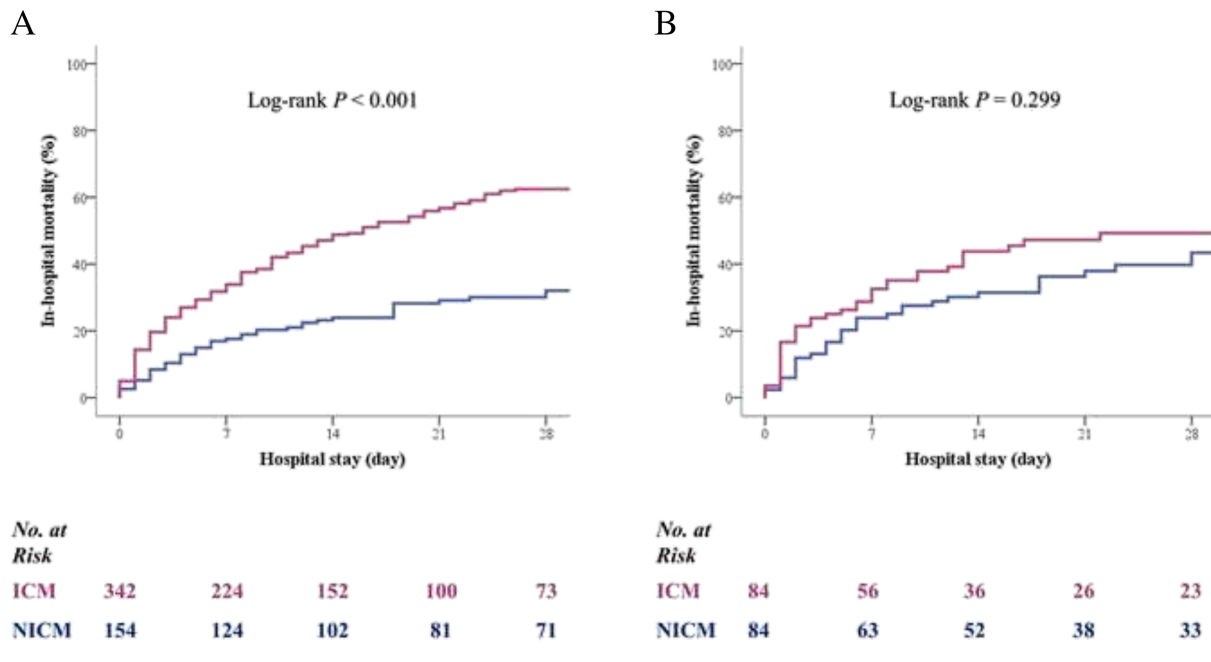 A
Log-rank P < 0.001
In-hospital mortality (%)
100
80
60
40
20
0
0 7 14 21 28
Hospital stay (day)
No. at
Risk
ICM 342 224 152 100 73
NICM 154 124 102 81 71
B
Log-rank P = 0.299
In-hospital mortality (%)
100
80
60
40
20
0
0 7 14 21 28
Hospital stay (day)
No. at
Risk
ICM 84 56 36 26 23
NICM 84 63 52 38 33